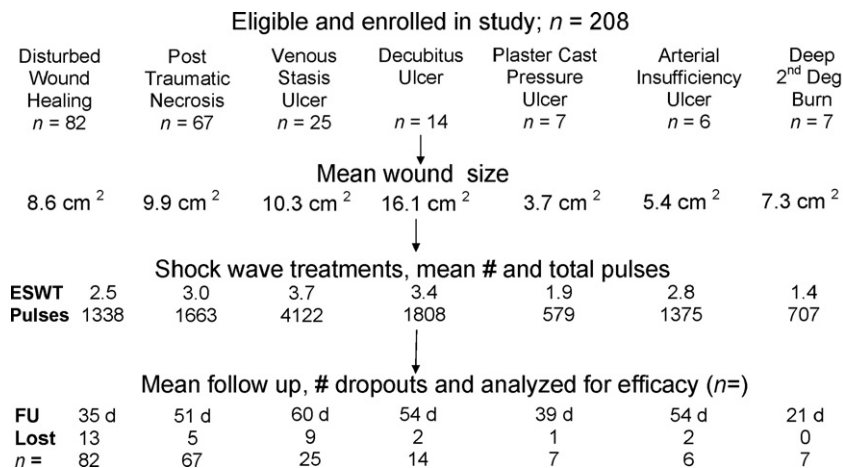 Eligible and enrolled in study; n = 208
Disturbed Wound Healing n = 82
Post Traumatic Necrosis n = 67
Venous Stasis Ulcer n = 25
Decubitus Ulcer n = 14
Plaster Cast Pressure Ulcer n = 7
Arterial Insufficiency Ulcer n = 6
Deep 2nd Deg Burn n = 7
Mean wound size
8.6 cm 2 9.9 cm 2 10.3 cm 2 16.1 cm 2 3.7 cm 2 5.4 cm 2 7.3 cm 2
Shock wave treatments, mean # and total pulses
ESWT 2.5 3.0 3.7 3.4 1.9 2.8 1.4
Pulses 1338 1663 4122 1808 579 1375 707
Mean follow up, # dropouts and analyzed for efficacy (n=)
FU 35 d 51 d 60 d 54 d 39 d 54 d 21 d
Lost 13 5 9 2 1 2 0
n = 82 67 25 14 7 6 7